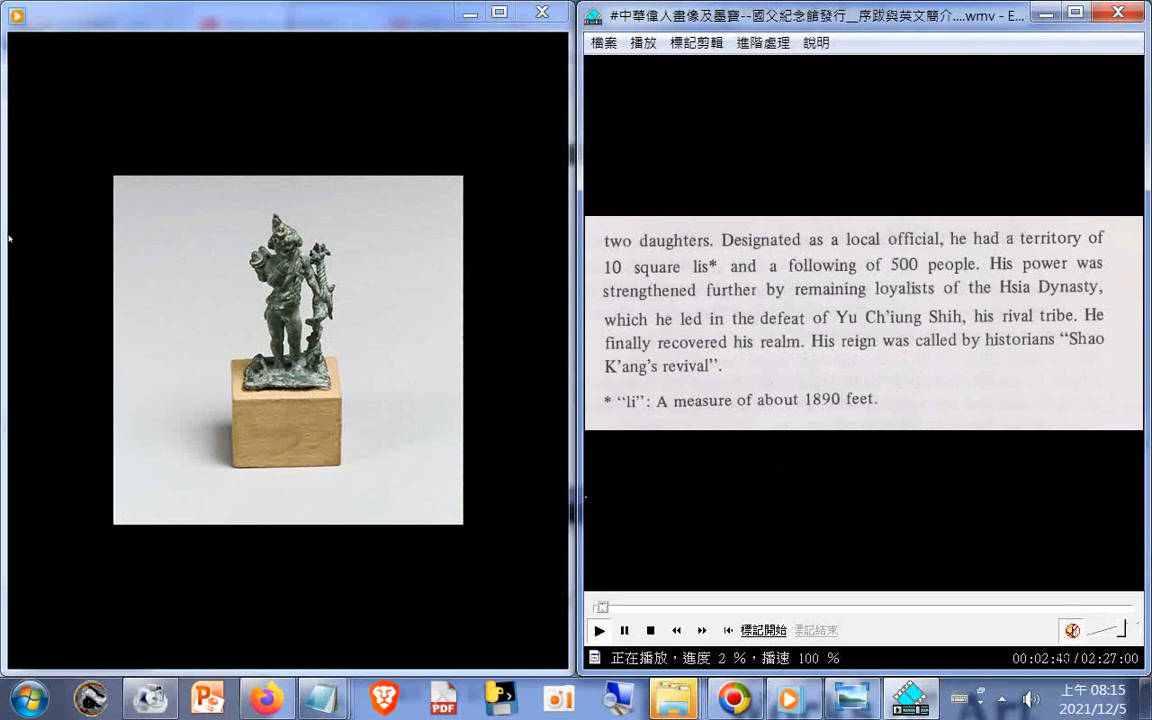 #中華偉人畫像及墨寶--國父紀念館發行__序跋與英文簡介....wmv - E...
檔案 播放 標記剪輯 進階處理 說明
two daughters. Designated as a local official, he had a territory of
10 square lis* and a following of 500 people. His power was
strengthened further by remaining loyalists of the Hsia Dynasty,
which he led in the defeat of Yu Ch'iung Shih, his rival tribe. He
finally recovered his realm. His reign was called by historians “Shao
K'ang's revival”.
* “li”: A measure of about 1890 feet.
標記開始 標記結束
正在播放，進度 2 %，播速 100 % 00:02:40/02:27:00
PDF
上午 08:15
2021/12/5